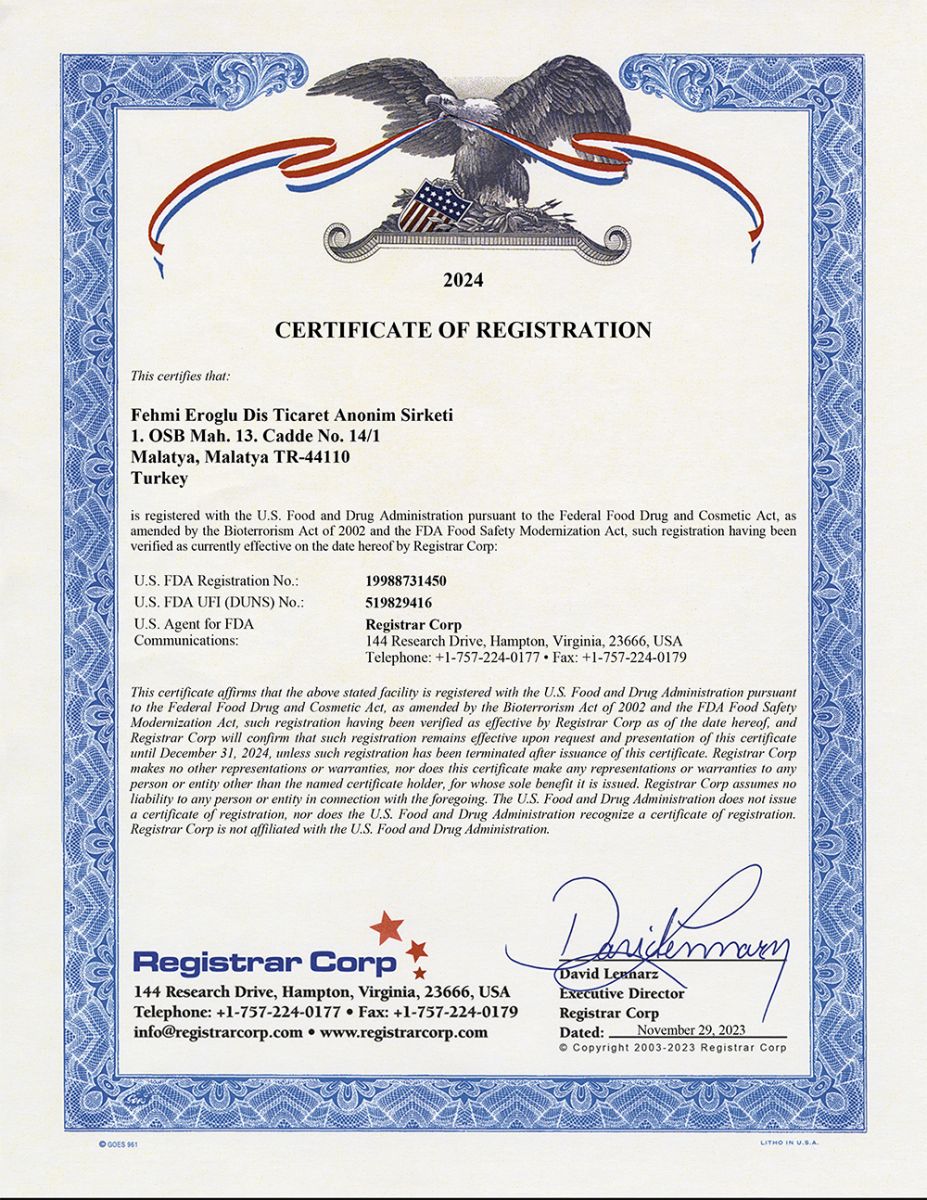 2024
CERTIFICATE OF REGISTRATION
This certifies that:
Fehmi Eroglu Dis Ticaret Anonim Sirketi
1. OSB Mah. 13. Cadde No. 14/1
Malatya, Malatya TR-44110
Turkey
is registered with the U.S. Food and Drug Administration pursuant to the Federal Food Drug and Cosmetic Act, as
amended by the Bioterrorism Act of 2002 and the FDA Food Safety Modernization Act, such registration having been
verified as currently effective on the date hereof by Registrar Corp:
U.S. FDA Registration No.: 19988731450
U.S. FDA UFI (DUNS) No.: 519829416
U.S. Agent for FDA Registrar Corp
Communications: 144 Research Drive, Hampton, Virginia, 23666, USA
Telephone: +1-757-224-0177 • Fax: +1-757-224-0179
This certificate affirms that the above stated facility is registered with the U.S. Food and Drug Administration pursuant
to the Federal Food Drug and Cosmetic Act, as amended by the Bioterrorism Act of 2002 and the FDA Food Safety
Modernization Act, such registration having been verified as effective by Registrar Corp as of the date hereof, and
Registrar Corp will confirm that such registration remains effective upon request and presentation of this certificate
until December 31, 2024, unless such registration has been terminated after issuance of this certificate. Registrar Corp
makes no other representations or warranties, nor does this certificate make any representations or warranties to any
person or entity other than the named certificate holder, for whose sole benefit it is issued. Registrar Corp assumes no
liability to any person or entity in connection with the foregoing. The U.S. Food and Drug Administration does not issue
a certificate of registration, nor does the U.S. Food and Drug Administration recognize a certificate of registration.
Registrar Corp is not affiliated with the U.S. Food and Drug Administration.
Registrar Corp
144 Research Drive, Hampton, Virginia, 23666, USA
Telephone: +1-757-224-0177 • Fax: +1-757-224-0179
info@registrarcorp.com • www.registrarcorp.com
David Lennarz
David Lennarz
Executive Director
Registrar Corp
Dated: November 29, 2023
© Copyright 2003-2023 Registrar Corp
Goes
© GOES 961
LITHO IN U.S.A.